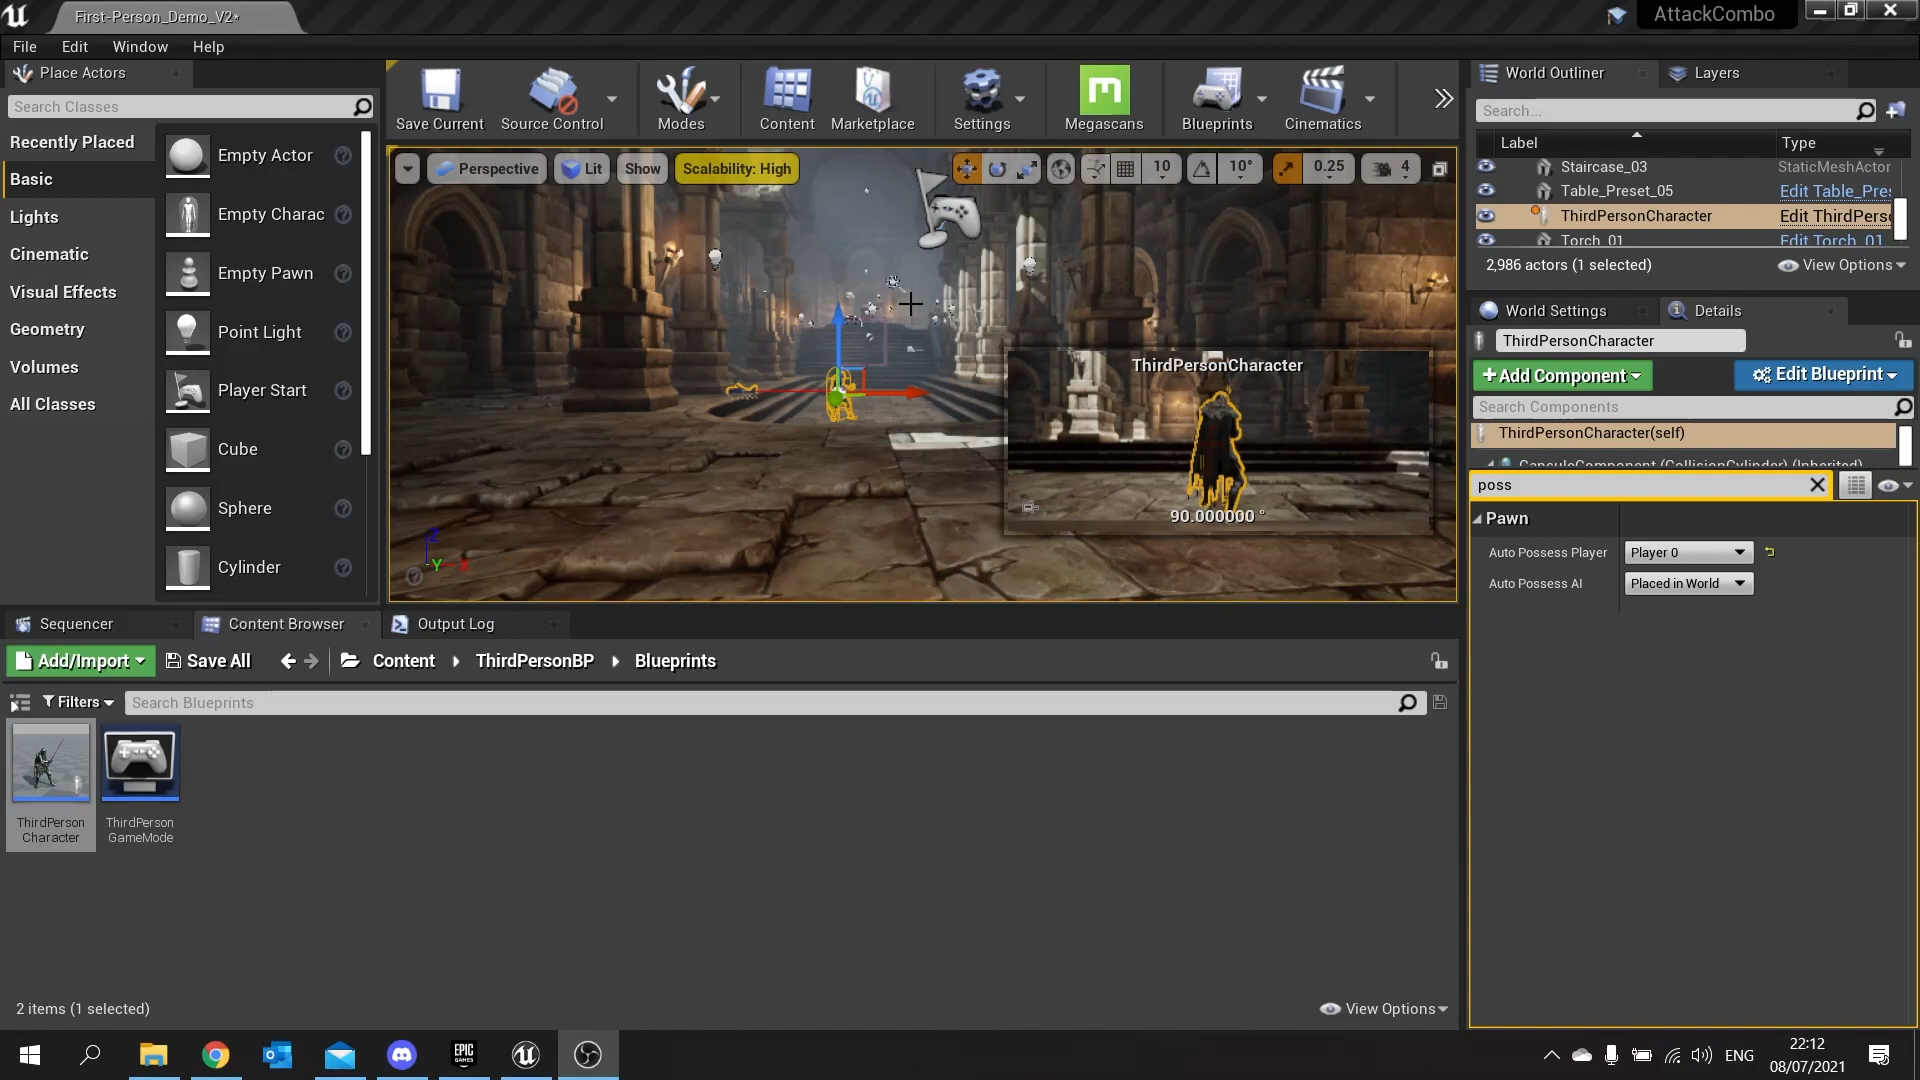 First-Person_Demo_V2*
AttackCombo
File Edit Window Help
Place Actors
Search Classes
Recently Placed
Basic
Lights
Cinematic
Visual Effects
Geometry
Volumes
All Classes
Empty Actor
Empty Charac
Empty Pawn
Point Light
Player Start
Cube
Sphere
Cylinder
Save Current
Source Control
Modes
Content
Marketplace
Settings
Megascans
Blueprints
Cinematics
Perspective Lit Show Scalability: High
10 10° 0.25 4
ThirdPersonCharacter
90.000000 °
Z
Y X
World Outliner Layers
Search...
Label Type
Staircase_03 StaticMeshActor
Table_Preset_05 Edit Table_Pre
ThirdPersonCharacter Edit ThirdPerso
Torch_01 Edit Torch_01
2,986 actors (1 selected) View Options
World Settings Details
ThirdPersonCharacter
+Add Component Edit Blueprint
Search Components
ThirdPersonCharacter(self)
CapsuleComponent (CollisionCylinder) (Inherited)
poss
Pawn
Auto Possess Player Player 0
Auto Possess AI Placed in World
Sequencer Content Browser Output Log
Add/Import Save All Content ThirdPersonBP Blueprints
Filters Search Blueprints
ThirdPerson
Character
ThirdPerson
GameMode
2 items (1 selected) View Options
EPIC
GAMES
ENG
22:12
08/07/2021